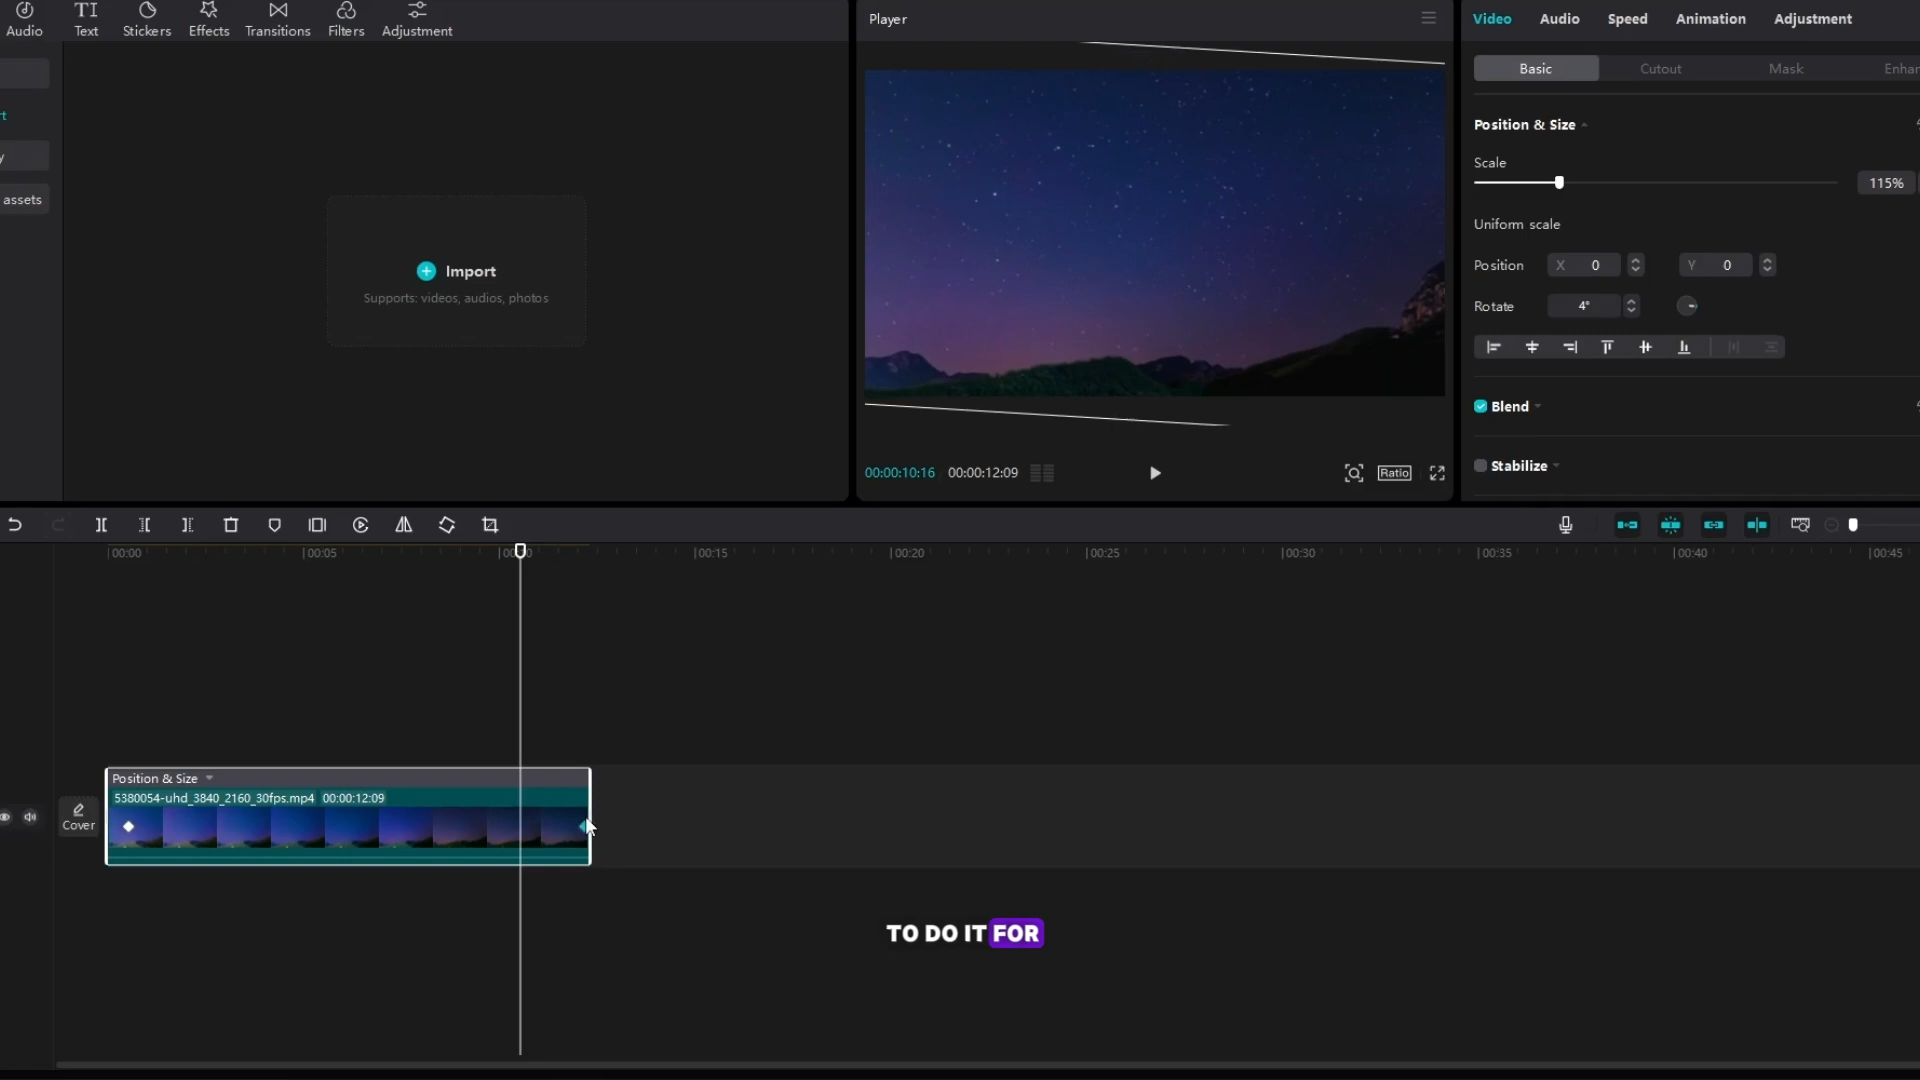 Audio
Text
Stickers
Effects
Transitions
Filters
Adjustment
rt
y
assets
Import
Supports: videos, audios, photos
Player
00:00:10:16 00:00:12:09
Ratio
Video Audio Speed Animation Adjustment
Basic Cutout Mask Enhan
Position & Size
Scale
115%
Uniform scale
Position X 0 Y 0
Rotate 4°
Blend
Stabilize
00:00 00:05 00:15 00:20 00:25 00:30 00:35 00:40 00:45
Position & Size
5380054-uhd_3840_2160_30fps.mp4 00:00:12:09
Cover
TO DO IT FOR